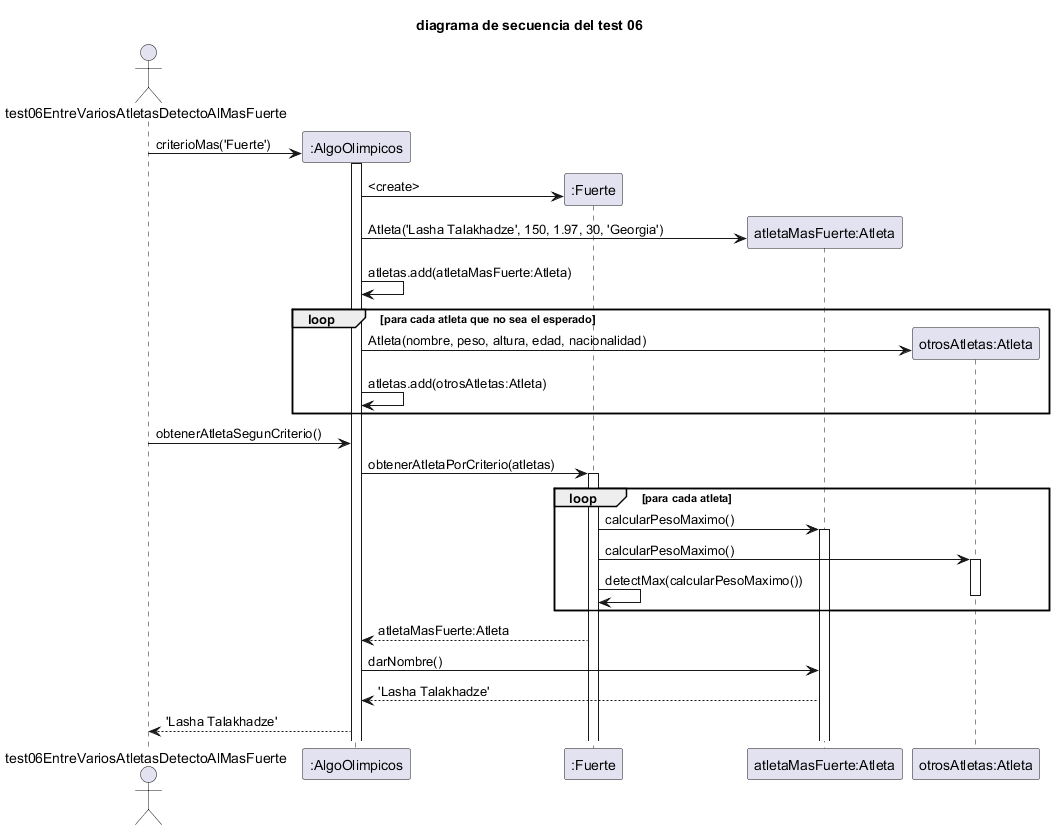 diagrama de secuencia del test 06
test06EntreVariosAtletasDetectoAlMasFuerte
criterioMas('Fuerte')
:AlgoOlimpicos
<create>
:Fuerte
Atleta('Lasha Talakhadze', 150, 1.97, 30, 'Georgia')
atletaMasFuerte:Atleta
atletas.add(atletaMasFuerte:Atleta)
loop
[para cada atleta que no sea el esperado]
Atleta(nombre, peso, altura, edad, nacionalidad)
otrosAtletas:Atleta
atletas.add(otrosAtletas:Atleta)
obtenerAtletaSegunCriterio()
obtenerAtletaPorCriterio(atletas)
loop
[para cada atleta]
calcularPesoMaximo()
calcularPesoMaximo()
detectMax(calcularPesoMaximo())
atletaMasFuerte:Atleta
darNombre()
'Lasha Talakhadze'
'Lasha Talakhadze'
test06EntreVariosAtletasDetectoAlMasFuerte
:AlgoOlimpicos
:Fuerte
atletaMasFuerte:Atleta
otrosAtletas:Atleta